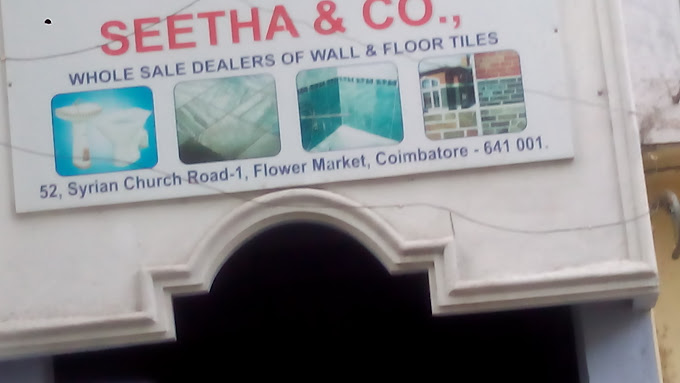 SEETHA & CO.,
WHOLE SALE DEALERS OF WALL & FLOOR TILES
52, Syrian Church Road-1, Flower Market, Coimbatore - 641 001.